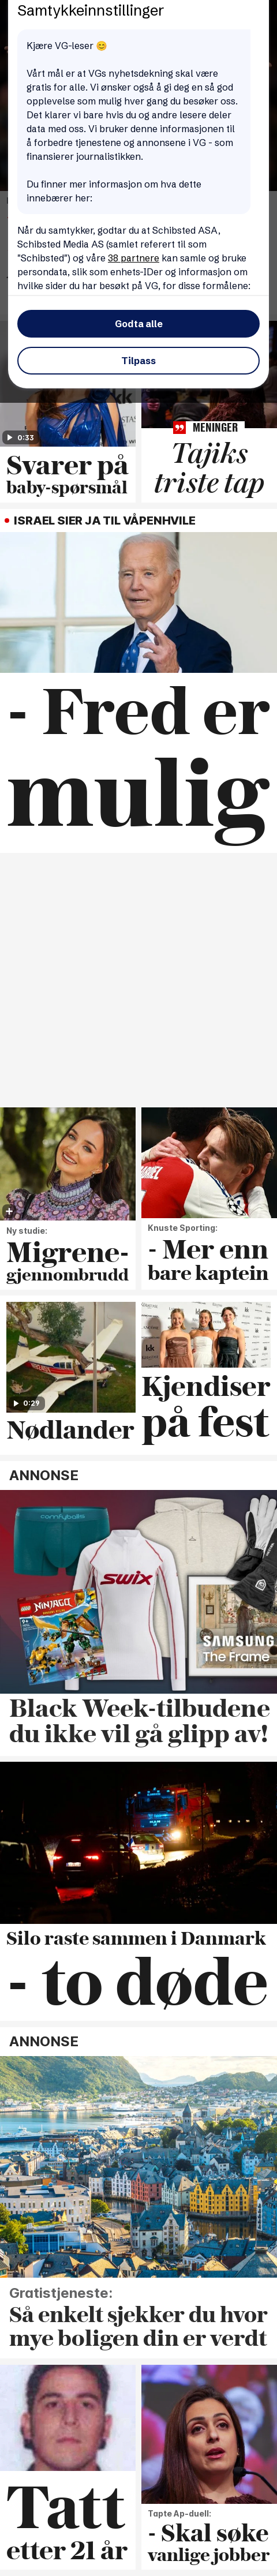 Samtykkeinnstillinger
Kjære VG-leser 😊
Vårt mål er at VGs nyhetsdekning skal være
gratis for alle. Vi ønsker også å gi deg en så god
opplevelse som mulig hver gang du besøker oss.
Det klarer vi bare hvis du og andre lesere deler
data med oss. Vi bruker denne informasjonen til
å forbedre tjenestene og annonsene i VG - som
finansierer journalistikken.
Du finner mer informasjon om hva dette
innebærer her:
Når du samtykker, godtar du at Schibsted ASA,
Schibsted Media AS (samlet referert til som
"Schibsted") og våre 38 partnere kan samle og bruke
persondata, slik som enhets-IDer og informasjon om
hvilke sider du har besøkt på VG, for disse formålene:
Godta alle
Tilpass
0:33
Svarer på
baby-spørsmål
MENINGER
Tajiks
triste tap
ISRAEL SIER JA TIL VÅPENHVILE
- Fred er
mulig
Ny studie:
Migrene-
gjennombrudd
Knuste Sporting:
- Mer enn
bare kaptein
0:29
Nødlander
Kjendiser
på fest
ANNONSE
comfyballs
NINJAGO
SWIX
SAMSUNG
The Frame
Black Week-tilbudene
du ikke vil gå glipp av!
Silo raste sammen i Danmark
- to døde
ANNONSE
Gratistjeneste:
Så enkelt sjekker du hvor
mye boligen din er verdt
Tatt
etter 21 år
Tapte Ap-duell:
- Skal søke
vanlige jobber